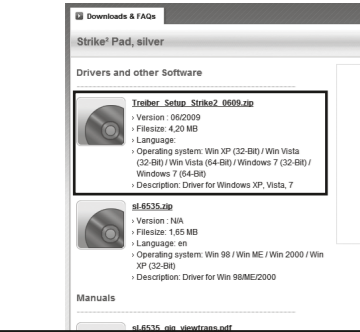 Downloads & FAQs
Strike² Pad, silver
Drivers and other Software
Treiber_Setup_Strike2_0609.zip
› Version : 06/2009
› Filesize: 4,20 MB
› Language:
› Operating system: Win XP (32-Bit) / Win Vista
(32-Bit) / Win Vista (64-Bit) / Windows 7 (32-Bit) /
Windows 7 (64-Bit)
› Description: Driver for Windows XP, Vista, 7
sl-6535.zip
› Version : N/A
› Filesize: 1,65 MB
› Language: en
› Operating system: Win 98 / Win ME / Win 2000 / Win
XP (32-Bit)
› Description: Driver for Win 98/ME/2000
Manuals
sl-6535_qig_viewtrans.pdf